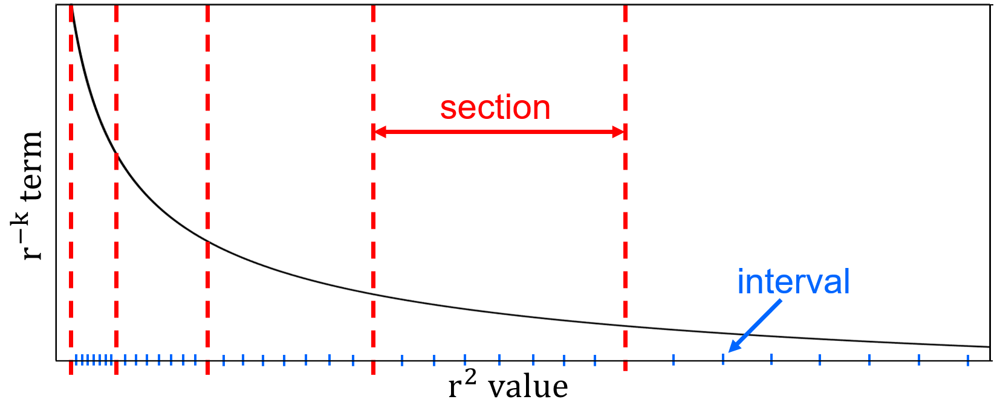 section
interval
r⁻ᵏ term
r² value